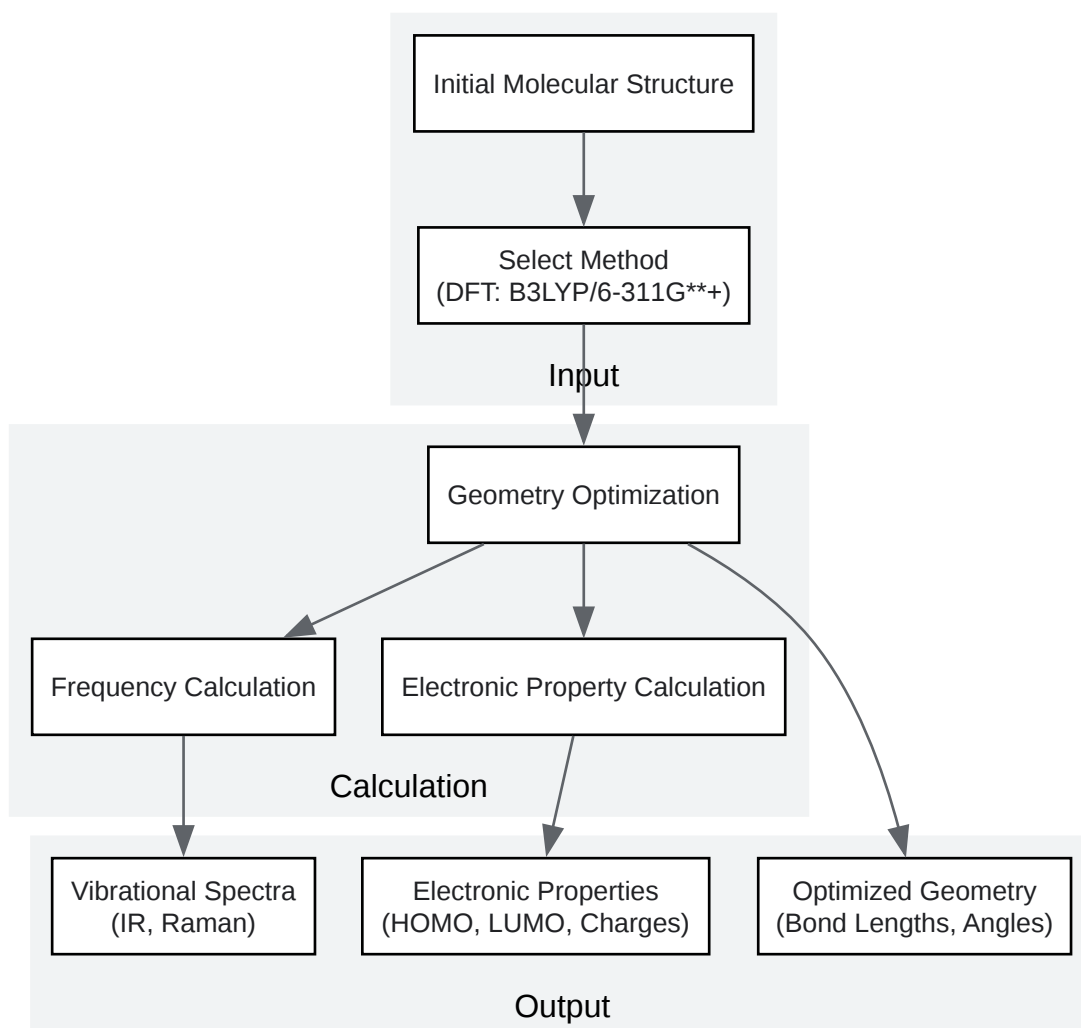 Initial Molecular Structure
Select Method
(DFT: B3LYP/6-311G**+)
Input
Geometry Optimization
Frequency Calculation
Electronic Property Calculation
Calculation
Vibrational Spectra
(IR, Raman)
Electronic Properties
(HOMO, LUMO, Charges)
Optimized Geometry
(Bond Lengths, Angles)
Output